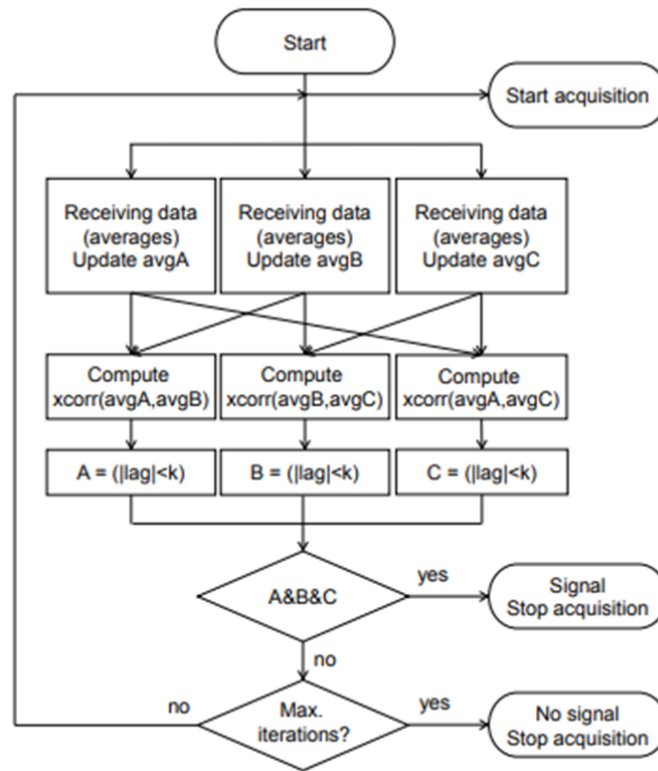 Start
Start acquisition
Receiving data
(averages)
Update avgA
Receiving data
(averages)
Update avgB
Receiving data
(averages)
Update avgC
Compute
xcorr(avgA,avgB)
Compute
xcorr(avgB,avgC)
Compute
xcorr(avgA,avgC)
A = (|lag|<k)
B = (|lag|<k)
C = (|lag|<k)
A&B&C
yes
Signal
Stop acquisition
no
no
Max.
iterations?
yes
No signal
Stop acquisition